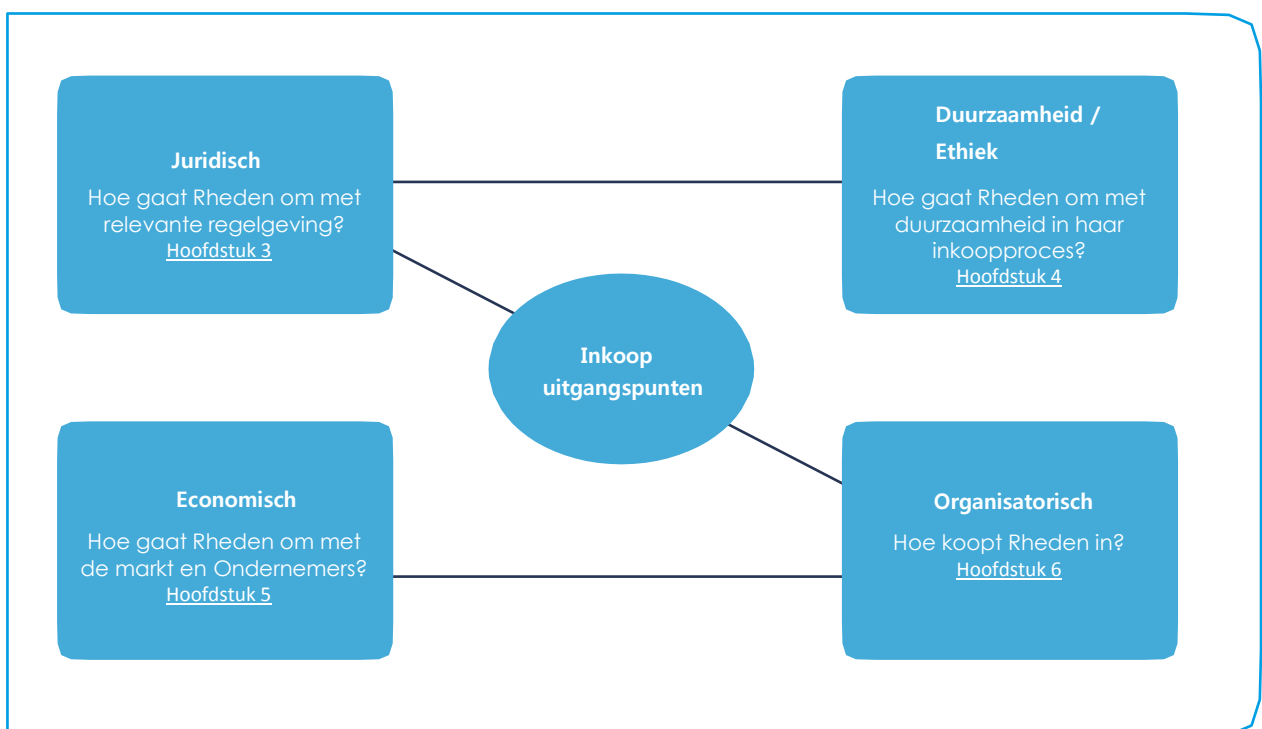 Juridisch
Hoe gaat Rheden om met
relevante regelgeving?
Hoofdstuk 3
Duurzaamheid /
Ethiek
Hoe gaat Rheden om met
duurzaamheid in haar
inkoopproces?
Hoofdstuk 4
Inkoop
uitgangspunten
Economisch
Hoe gaat Rheden om met
de markt en Ondernemers?
Hoofdstuk 5
Organisatorisch
Hoe koopt Rheden in?
Hoofdstuk 6